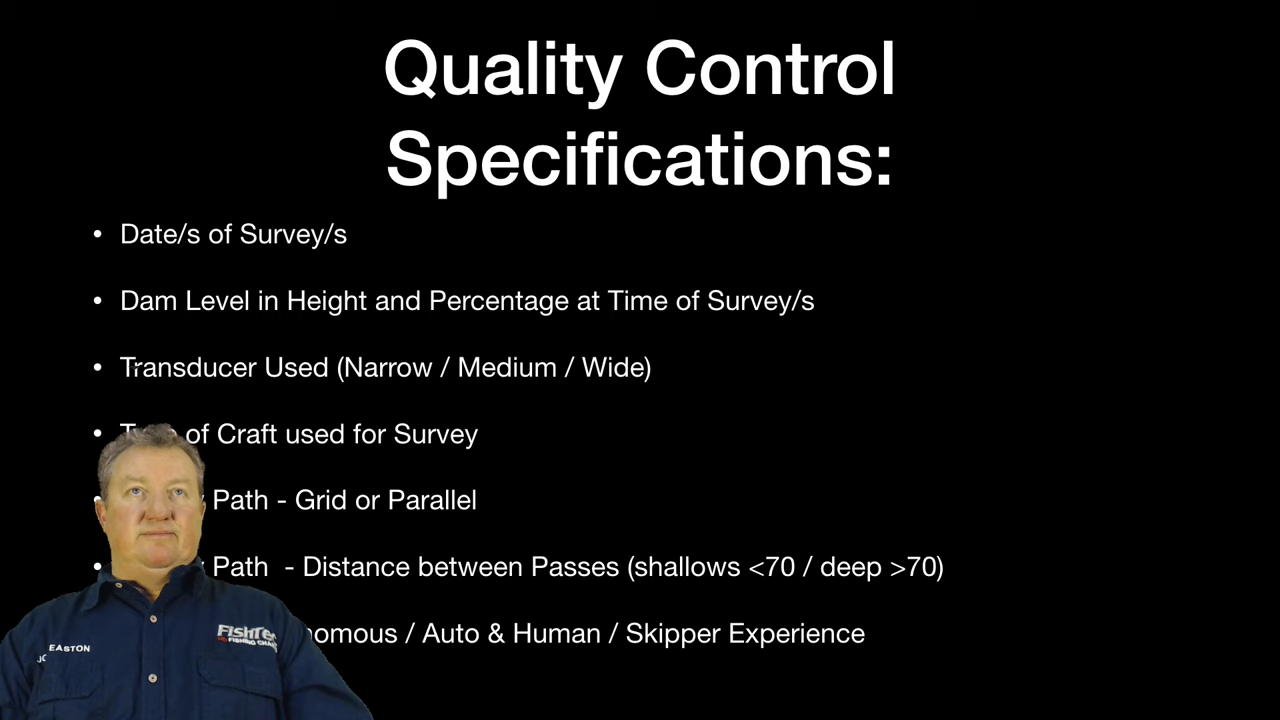 Quality Control
Specifications:
• Date/s of Survey/s
• Dam Level in Height and Percentage at Time of Survey/s
• Transducer Used (Narrow / Medium / Wide)
• of Craft used for Survey
Path - Grid or Parallel
• Path - Distance between Passes (shallows <70 / deep >70)
nomous / Auto & Human / Skipper Experience
FishTec
EASTON